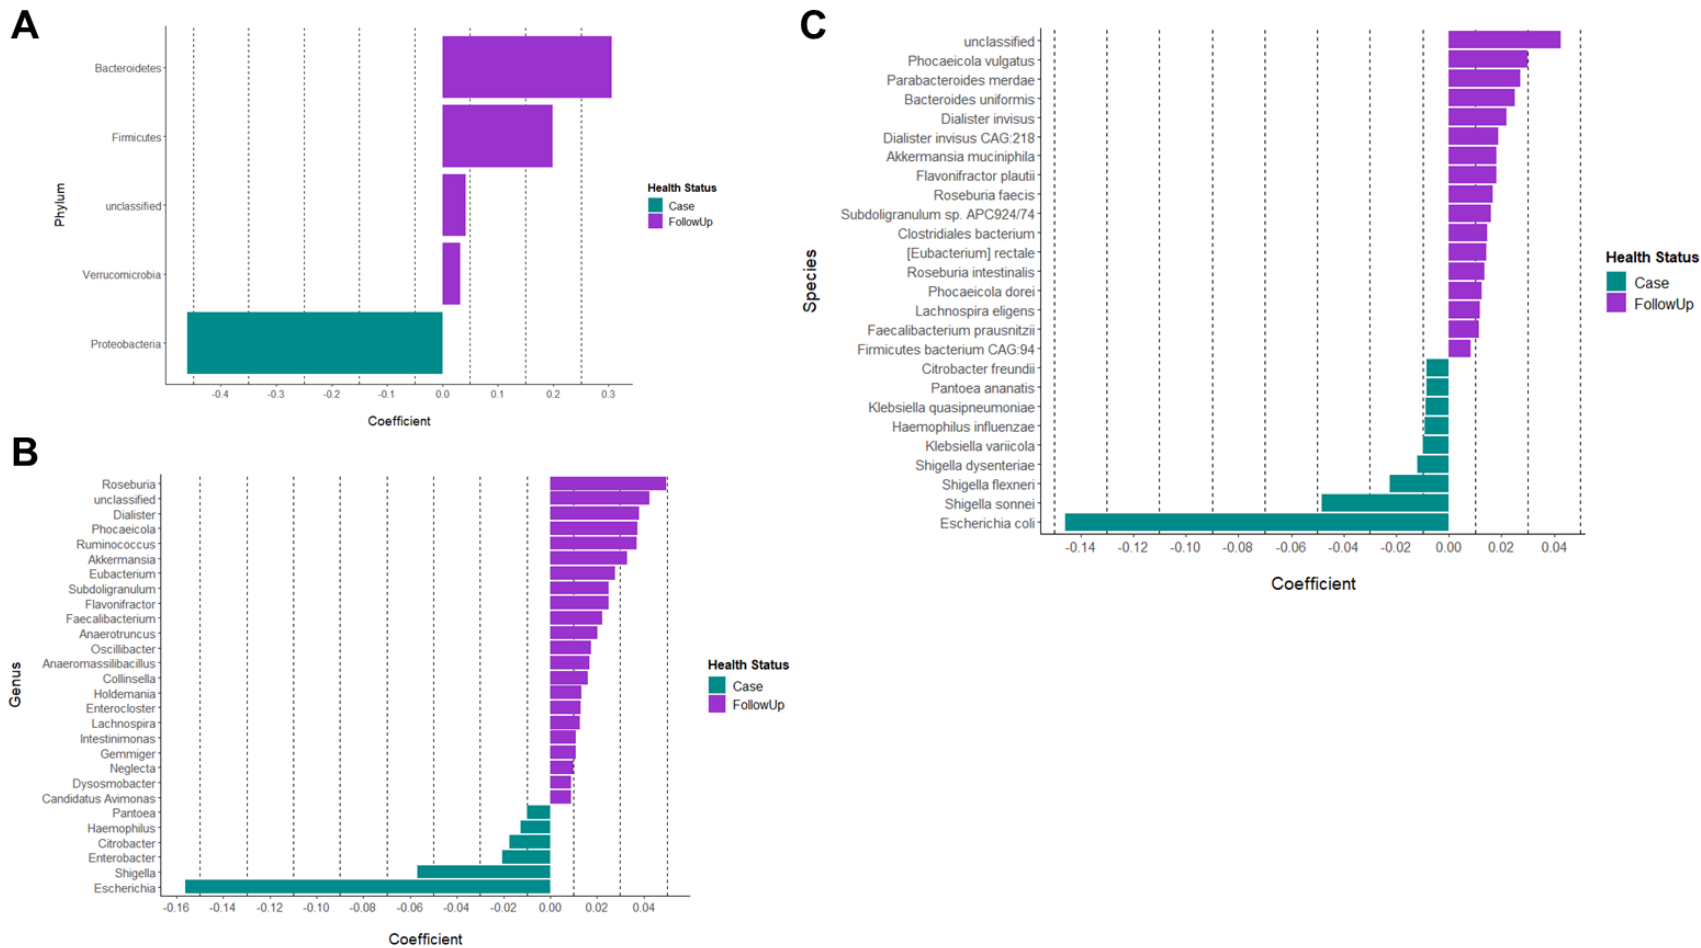 A
Phylum
Bacteroidetes
Firmicutes
unclassified
Verrucomicrobia
Proteobacteria
-0.4 -0.3 -0.2 -0.1 0.0 0.1 0.2 0.3
Coefficient
Health Status
Case
FollowUp
B
Genus
Roseburia
unclassified
Dialister
Phocaeicola
Ruminococcus
Akkermansia
Eubacterium
Subdoligranulum
Flavonifractor
Faecalibacterium
Anaerotruncus
Oscillibacter
Anaeromassilibacillus
Collinsella
Holdemania
Enterocloster
Lachnospira
Intestinimonas
Gemmiger
Neglecta
Dysosmobacter
Candidatus Avimonas
Pantoea
Haemophilus
Citrobacter
Enterobacter
Shigella
Escherichia
-0.16 -0.14 -0.12 -0.10 -0.08 -0.06 -0.04 -0.02 0.00 0.02 0.04
Coefficient
Health Status
Case
FollowUp
C
Species
unclassified
Phocaeicola vulgatus
Parabacteroides merdae
Bacteroides uniformis
Dialister invisus
Dialister invisus CAG:218
Akkermansia muciniphila
Flavonifractor plautii
Roseburia faecis
Subdoligranulum sp. APC924/74
Clostridiales bacterium
[Eubacterium] rectale
Roseburia intestinalis
Phocaeicola dorei
Lachnospira eligens
Faecalibacterium prausnitzii
Firmicutes bacterium CAG:94
Citrobacter freundii
Pantoea ananatis
Klebsiella quasipneumoniae
Haemophilus influenzae
Klebsiella variicola
Shigella dysenteriae
Shigella flexneri
Shigella sonnei
Escherichia coli
-0.14 -0.12 -0.10 -0.08 -0.06 -0.04 -0.02 0.00 0.02 0.04
Coefficient
Health Status
Case
FollowUp